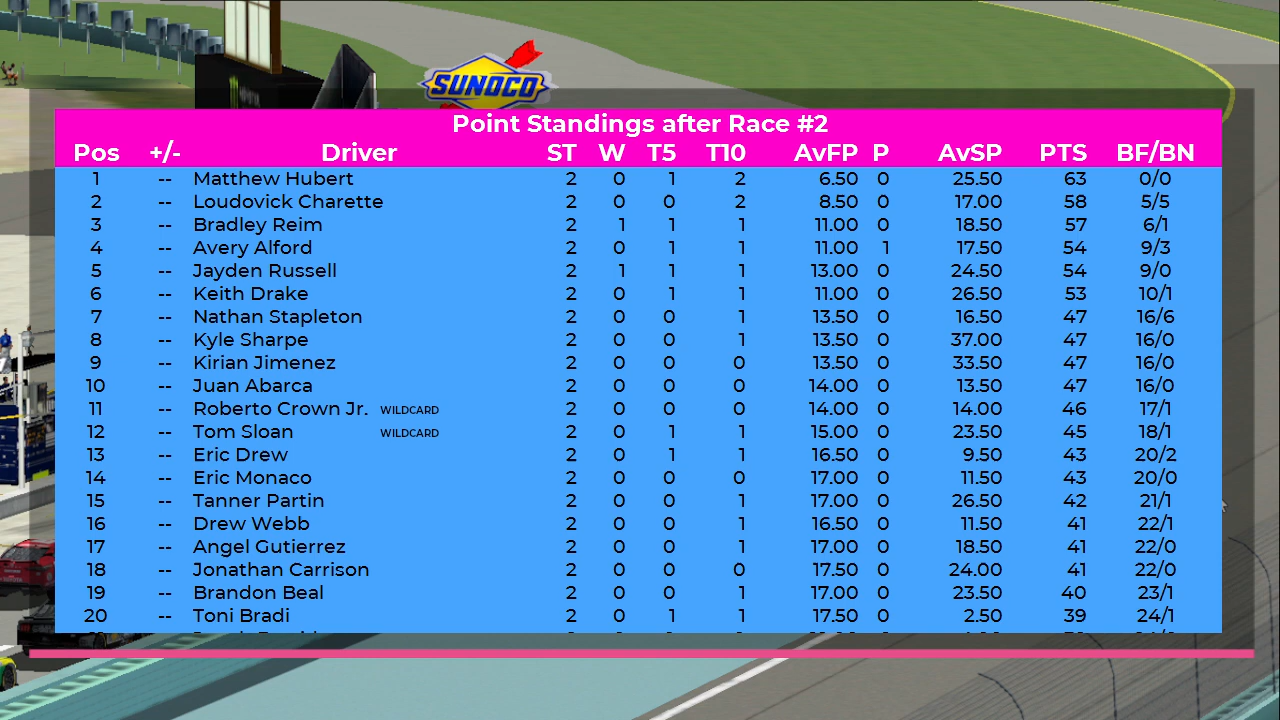 SUNOCO
Point Standings after Race #2
Pos +/- Driver ST W T5 T10 AvFP P AvSP PTS BF/BN
1 -- Matthew Hubert 2 0 1 2 6.50 0 25.50 63 0/0
2 -- Loudovick Charette 2 0 0 2 8.50 0 17.00 58 5/5
3 -- Bradley Reim 2 1 1 1 11.00 0 18.50 57 6/1
4 -- Avery Alford 2 0 1 1 11.00 1 17.50 54 9/3
5 -- Jayden Russell 2 1 1 1 13.00 0 24.50 54 9/0
6 -- Keith Drake 2 0 1 1 11.00 0 26.50 53 10/1
7 -- Nathan Stapleton 2 0 0 1 13.50 0 16.50 47 16/6
8 -- Kyle Sharpe 2 0 0 1 13.50 0 37.00 47 16/0
9 -- Kirian Jimenez 2 0 0 0 13.50 0 33.50 47 16/0
10 -- Juan Abarca 2 0 0 0 14.00 0 13.50 47 16/0
11 -- Roberto Crown Jr. WILDCARD 2 0 0 0 14.00 0 14.00 46 17/1
12 -- Tom Sloan WILDCARD 2 0 1 1 15.00 0 23.50 45 18/1
13 -- Eric Drew 2 0 1 1 16.50 0 9.50 43 20/2
14 -- Eric Monaco 2 0 0 0 17.00 0 11.50 43 20/0
15 -- Tanner Partin 2 0 0 1 17.00 0 26.50 42 21/1
16 -- Drew Webb 2 0 0 1 16.50 0 11.50 41 22/1
17 -- Angel Gutierrez 2 0 0 1 17.00 0 18.50 41 22/0
18 -- Jonathan Carrison 2 0 0 0 17.50 0 24.00 41 22/0
19 -- Brandon Beal 2 0 0 1 17.00 0 23.50 40 23/1
20 -- Toni Bradi 2 0 1 1 17.50 0 2.50 39 24/1